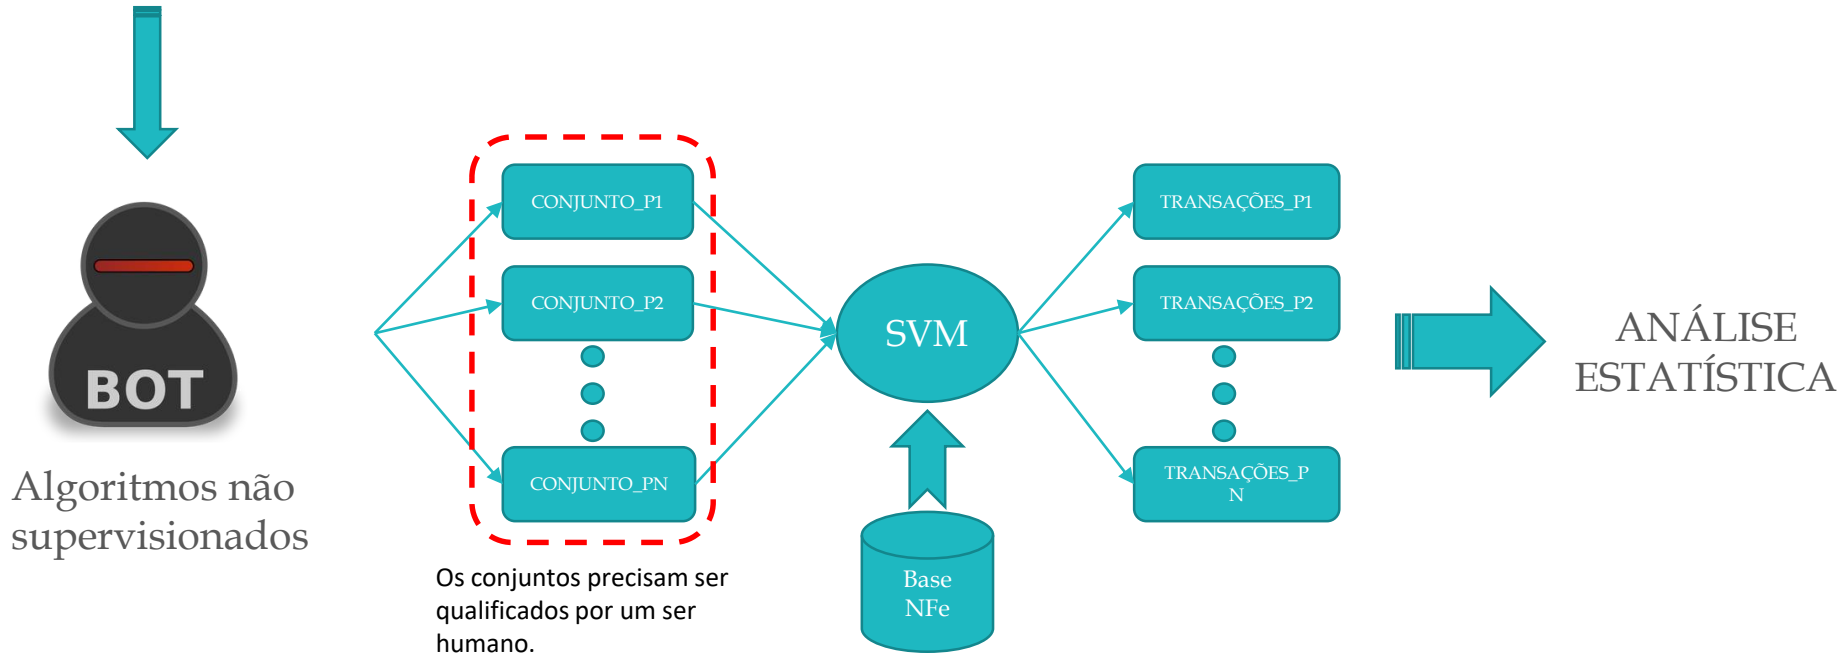 BOT
Algoritmos não
supervisionados
CONJUNTO_P1
CONJUNTO_P2
CONJUNTO_PN
Os conjuntos precisam ser
qualificados por um ser
humano.
SVM
Base
NFe
TRANSAÇÕES_P1
TRANSAÇÕES_P2
TRANSAÇÕES_P
N
ANÁLISE
ESTATÍSTICA